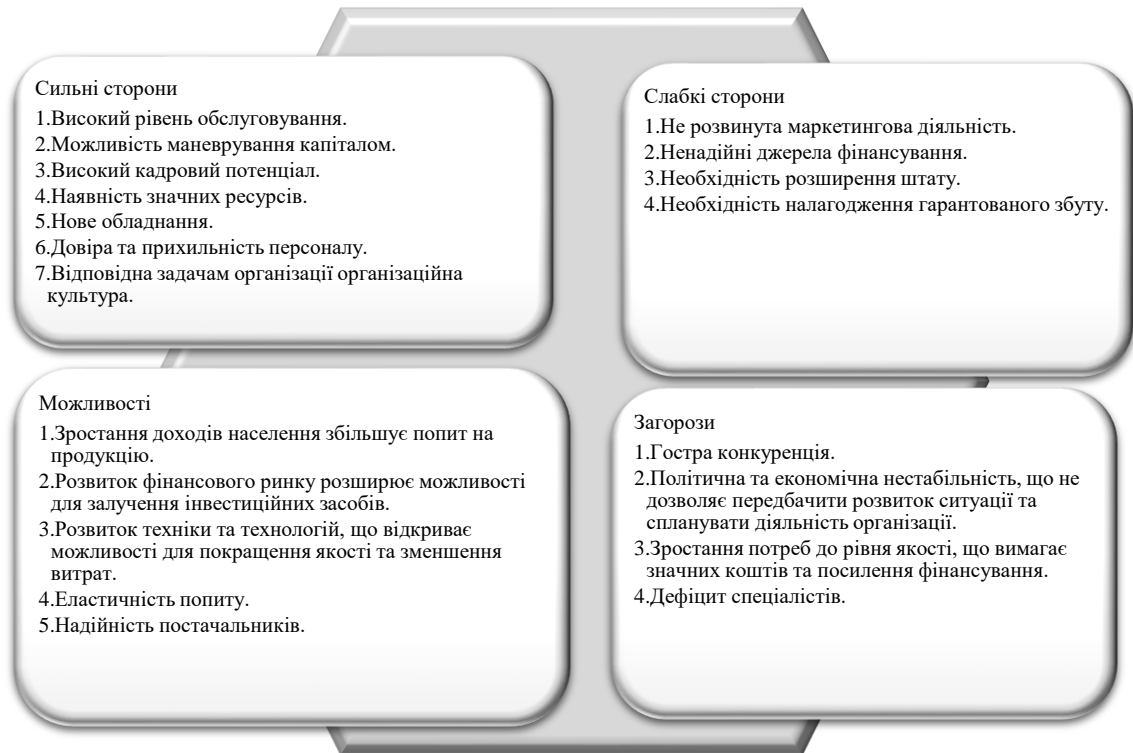 Сильні сторони
1.Високий рівень обслуговування.
2.Можливість маневрування капіталом.
3.Високий кадровий потенціал.
4.Наявність значних ресурсів.
5.Нове обладнання.
6.Довіра та прихильність персоналу.
7.Відповідна задачам організації організаційна
культура.
Слабкі сторони
1.Не розвинута маркетингова діяльність.
2.Ненадійні джерела фінансування.
3.Необхідність розширення штату.
4.Необхідність налагодження гарантованого збуту.
Можливості
1.Зростання доходів населення збільшує попит на
продукцію.
2.Розвиток фінансового ринку розширює можливості
для залучення інвестиційних засобів.
3.Розвиток техніки та технологій, що відкриває
можливості для покращення якості та зменшення
витрат.
4.Еластичність попиту.
5.Надійність постачальників.
Загорози
1.Гостра конкуренція.
2.Політична та економічна нестабільність, що не
дозволяє передбачити розвиток ситуації та
спланувати діяльність організації.
3.Зростання потреб до рівня якості, що вимагає
значних коштів та посилення фінансування.
4.Дефіцит спеціалістів.